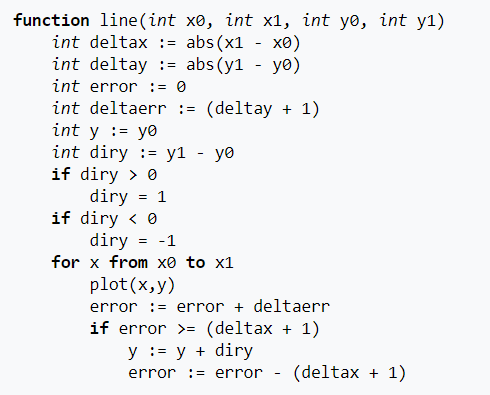 function line(int x0, int x1, int y0, int y1)
int deltax := abs(x1 - x0)
int deltay := abs(y1 - y0)
int error := 0
int deltaerr := (deltay + 1)
int y := y0
int diry := y1 - y0
if diry > 0
diry = 1
if diry < 0
diry = -1
for x from x0 to x1
plot(x,y)
error := error + deltaerr
if error >= (deltax + 1)
y := y + diry
error := error - (deltax + 1)